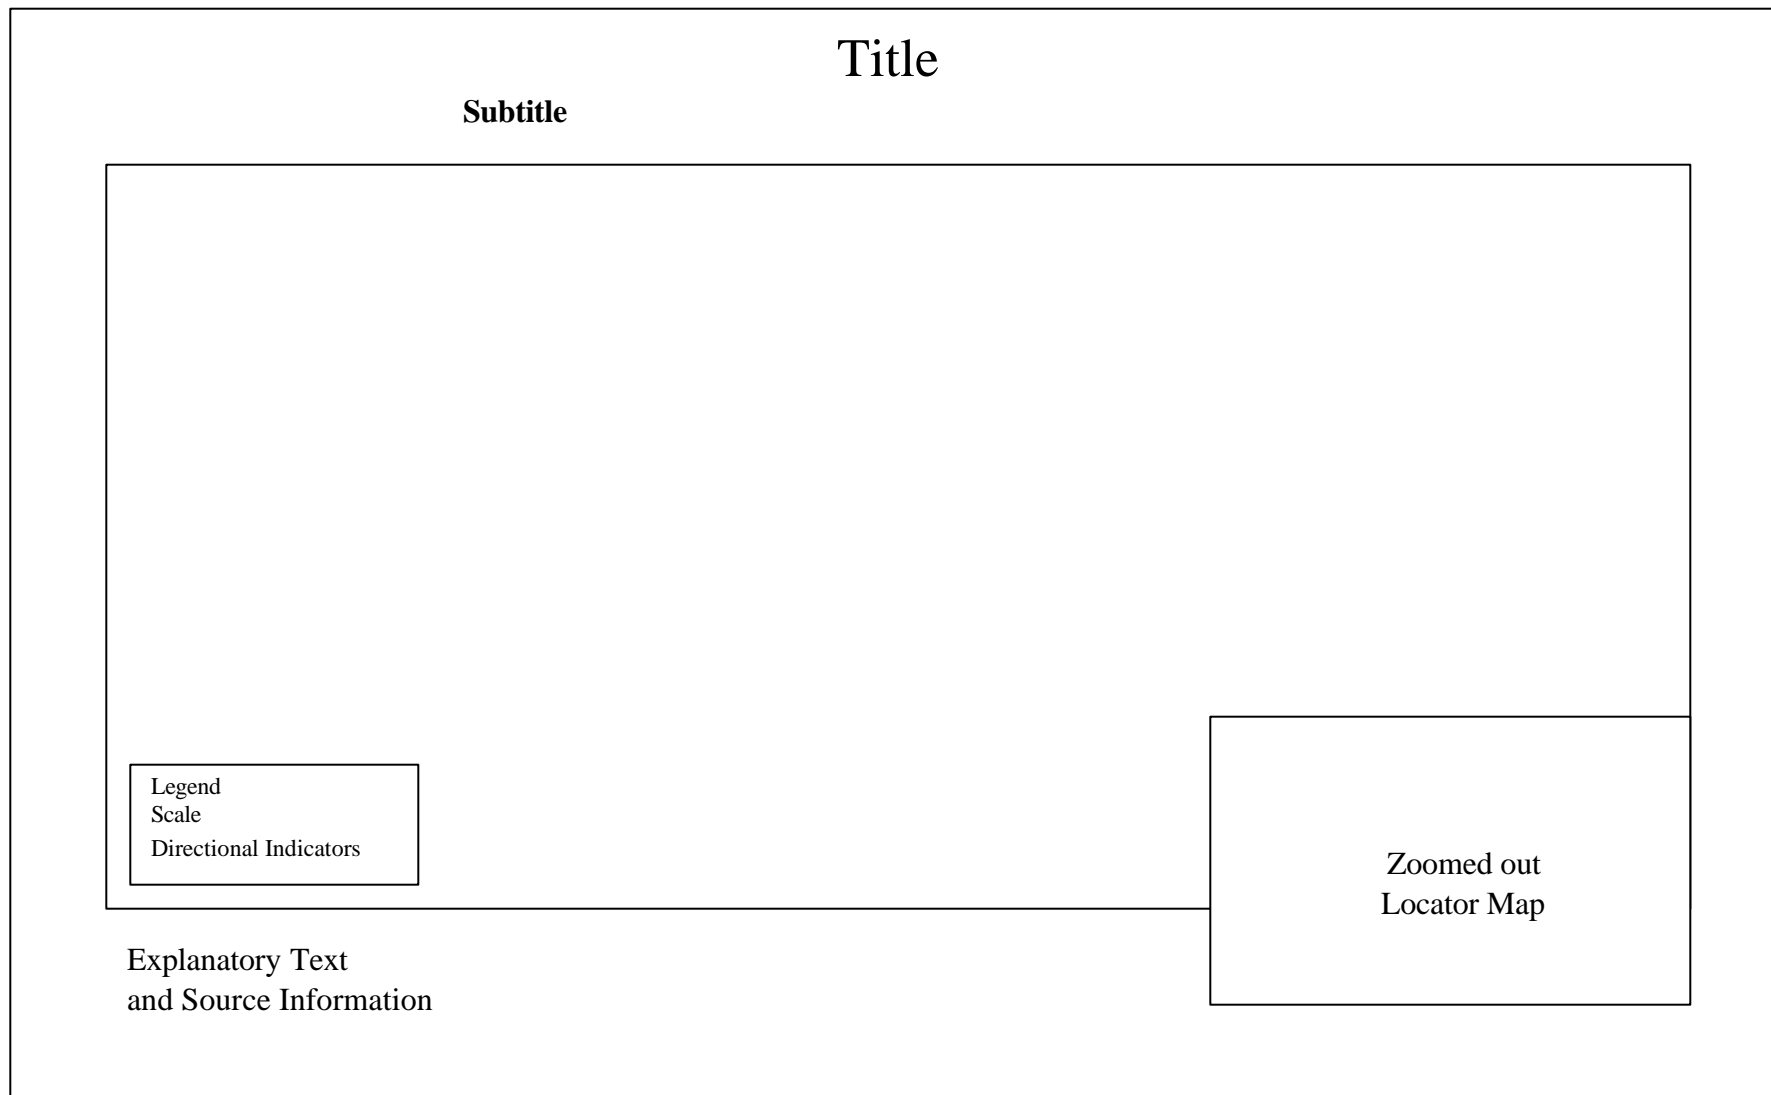 Title
Subtitle
Legend
Scale
Directional Indicators
Zoomed out
Locator Map
Explanatory Text
and Source Information